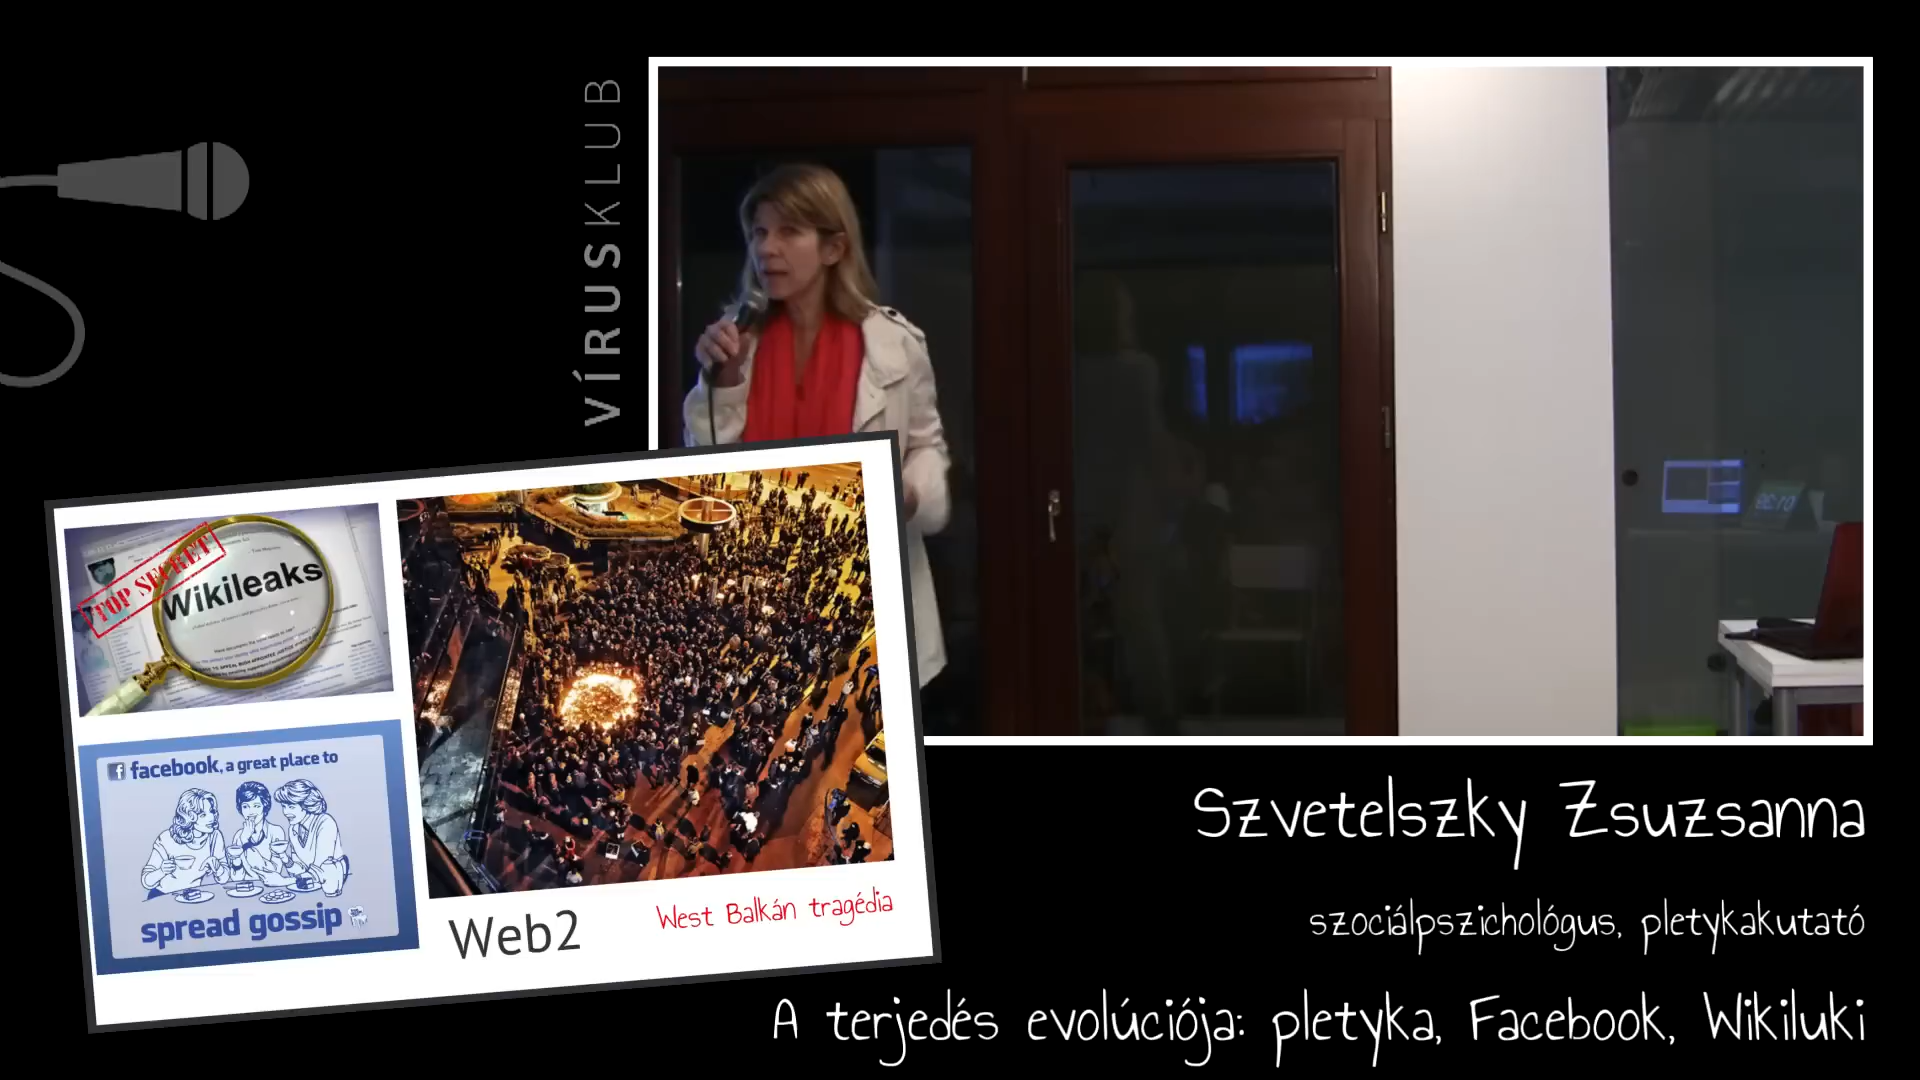 VÍRUSKLUB
TOP SECRET
Wikileaks
facebook, a great place to
spread gossip
Web2
West Balkán tragédia
Szvetelszky Zsuzsanna
szociálpszichológus, pletykakutató
A terjedés evolúciója: pletyka, Facebook, Wikiluki